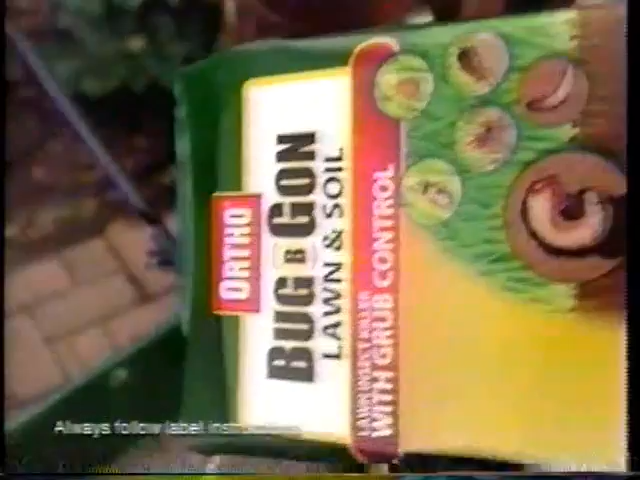 ORTHO
BUG B GON
LAWN & SOIL
LAWN INSECT KILLER
WITH GRUB CONTROL
Always follow label instructions.